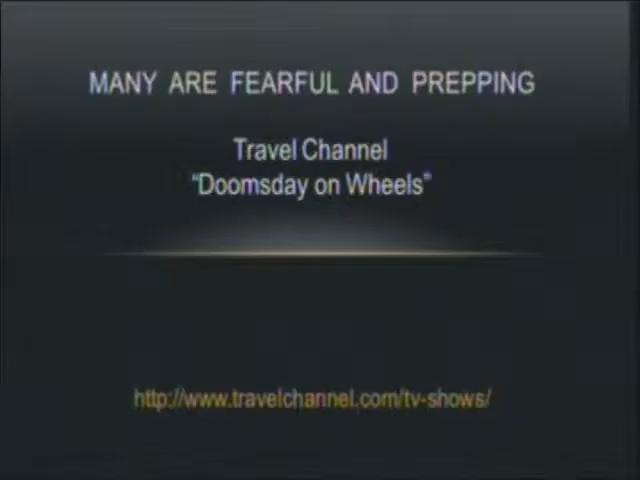 MANY ARE FEARFUL AND PREPPING
Travel Channel
“Doomsday on Wheels”
http://www.travelchannel.com/tv-shows/